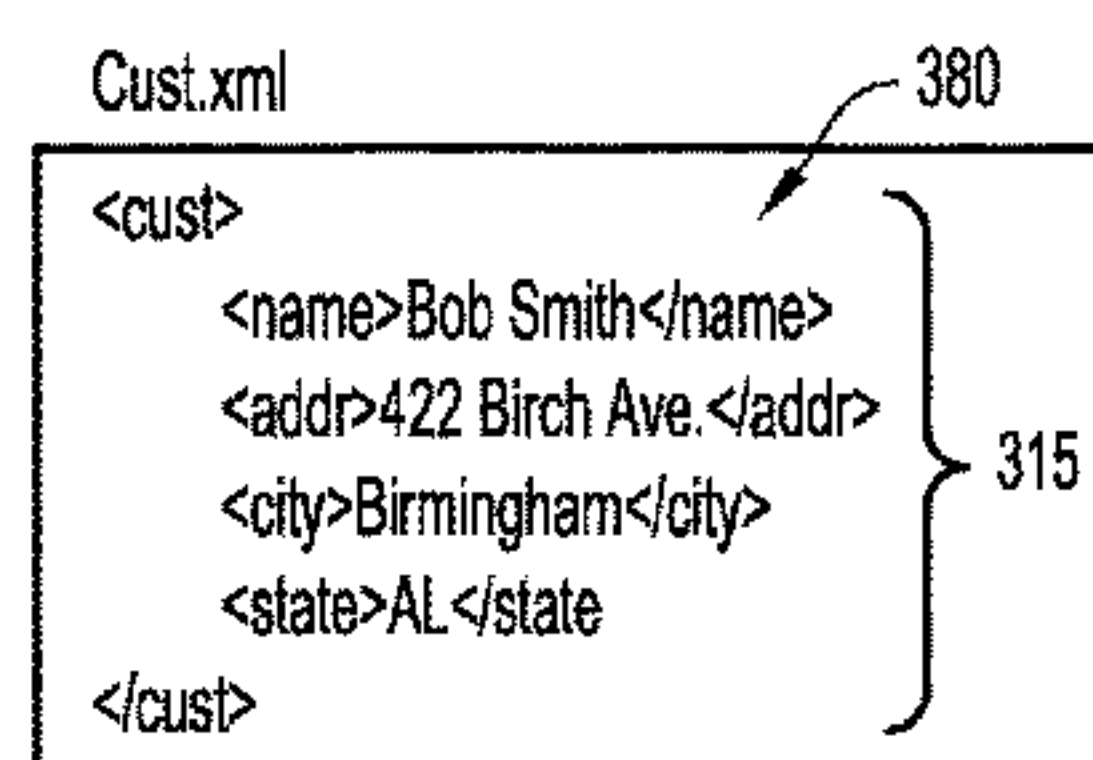 Cust.xml
380
<cust>
<name>Bob Smith</name>
<addr>422 Birch Ave.</addr>
<city>Birmingham</city>
<state>AL</state
</cust>
315